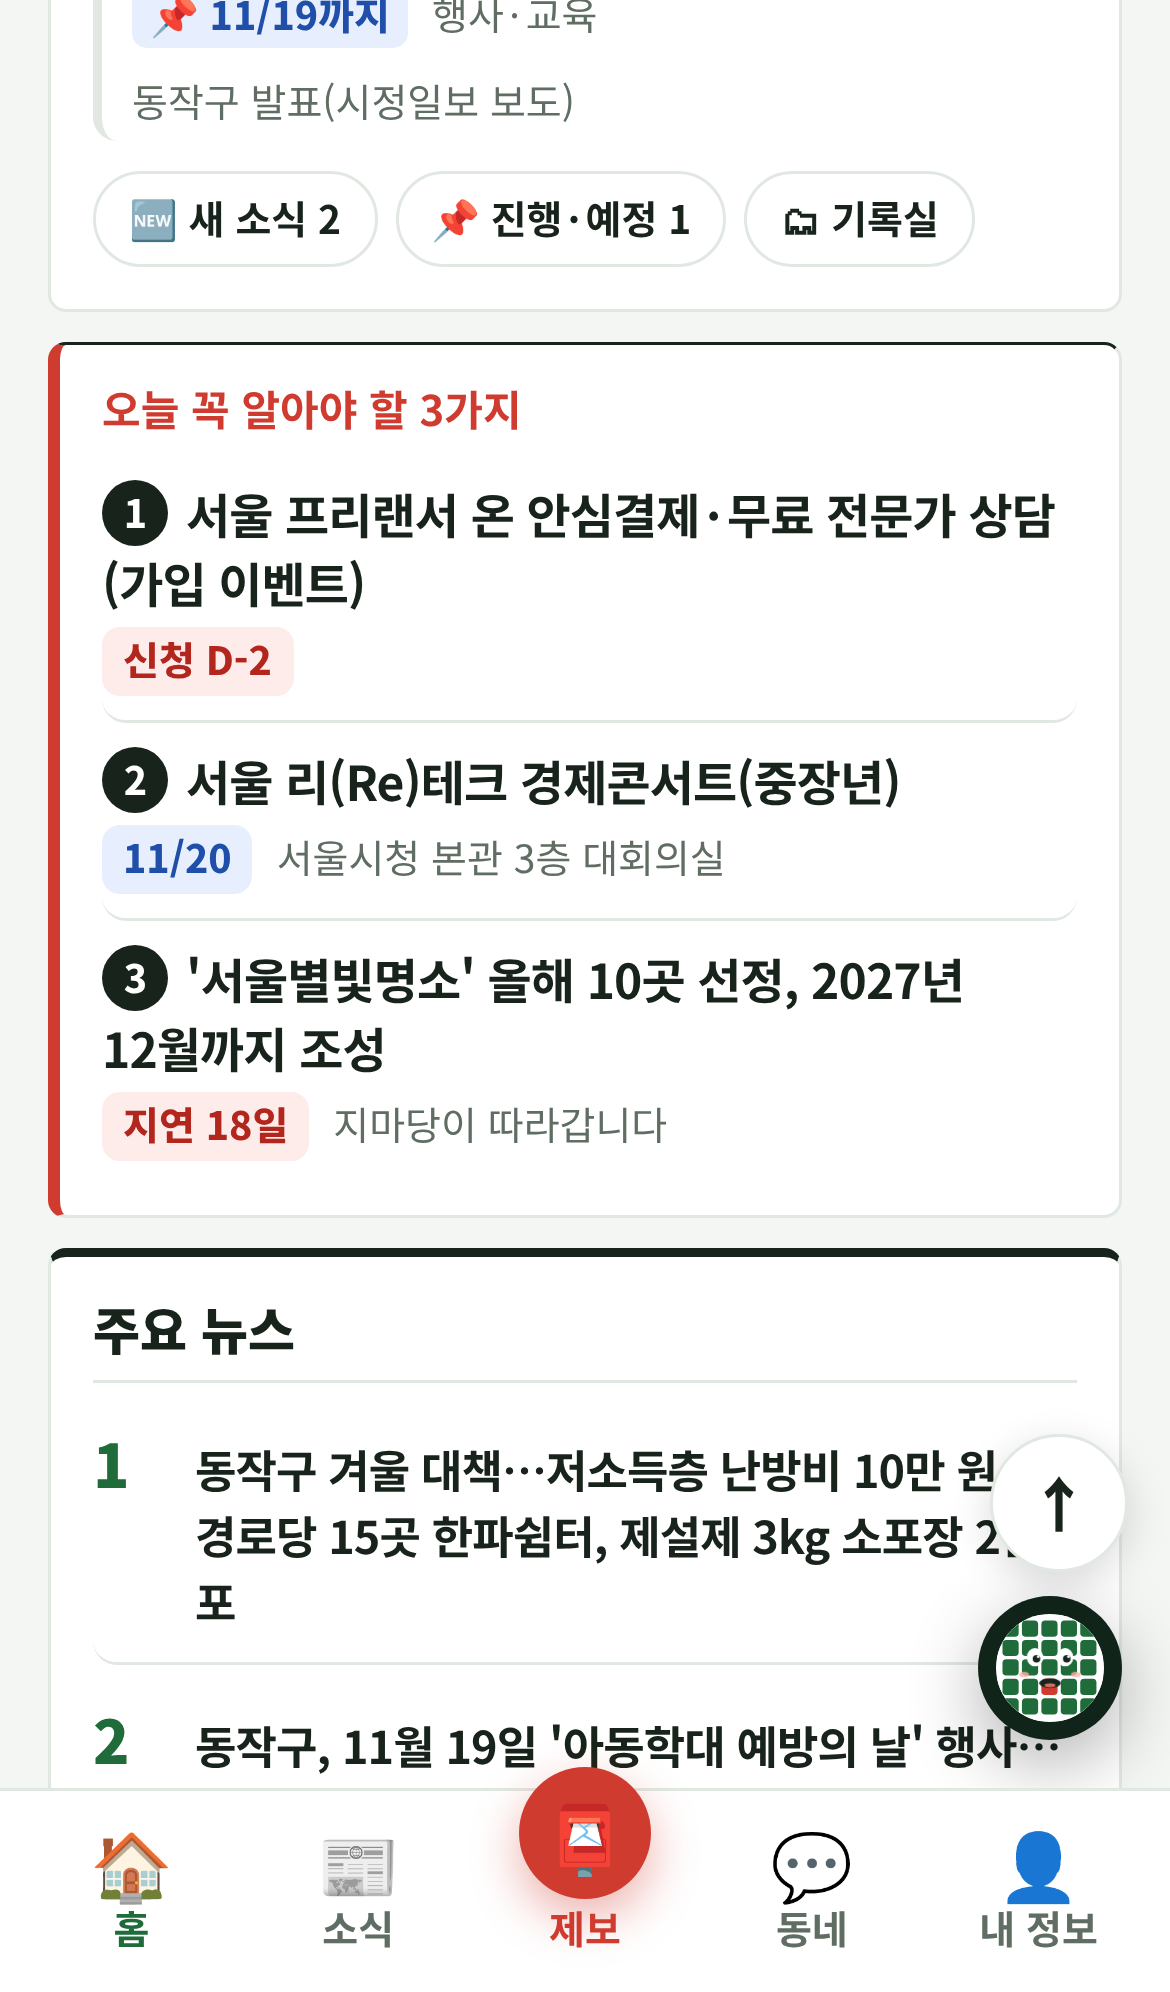 11/19까지 행사·교육
동작구 발표(시정일보 보도)
NEW 새 소식 2
진행·예정 1
기록실
오늘 꼭 알아야 할 3가지
1 서울 프리랜서 온 안심결제·무료 전문가 상담
(가입 이벤트)
신청 D-2
2 서울 리(Re)테크 경제콘서트(중장년)
11/20 서울시청 본관 3층 대회의실
3 '서울별빛명소' 올해 10곳 선정, 2027년
12월까지 조성
지연 18일 지마당이 따라갑니다
주요 뉴스
1 동작구 겨울 대책…저소득층 난방비 10만 원
경로당 15곳 한파쉼터, 제설제 3kg 소포장
포
2 동작구, 11월 19일 '아동학대 예방의 날' 행사…
↑
홈
소식
제보
동네
내 정보